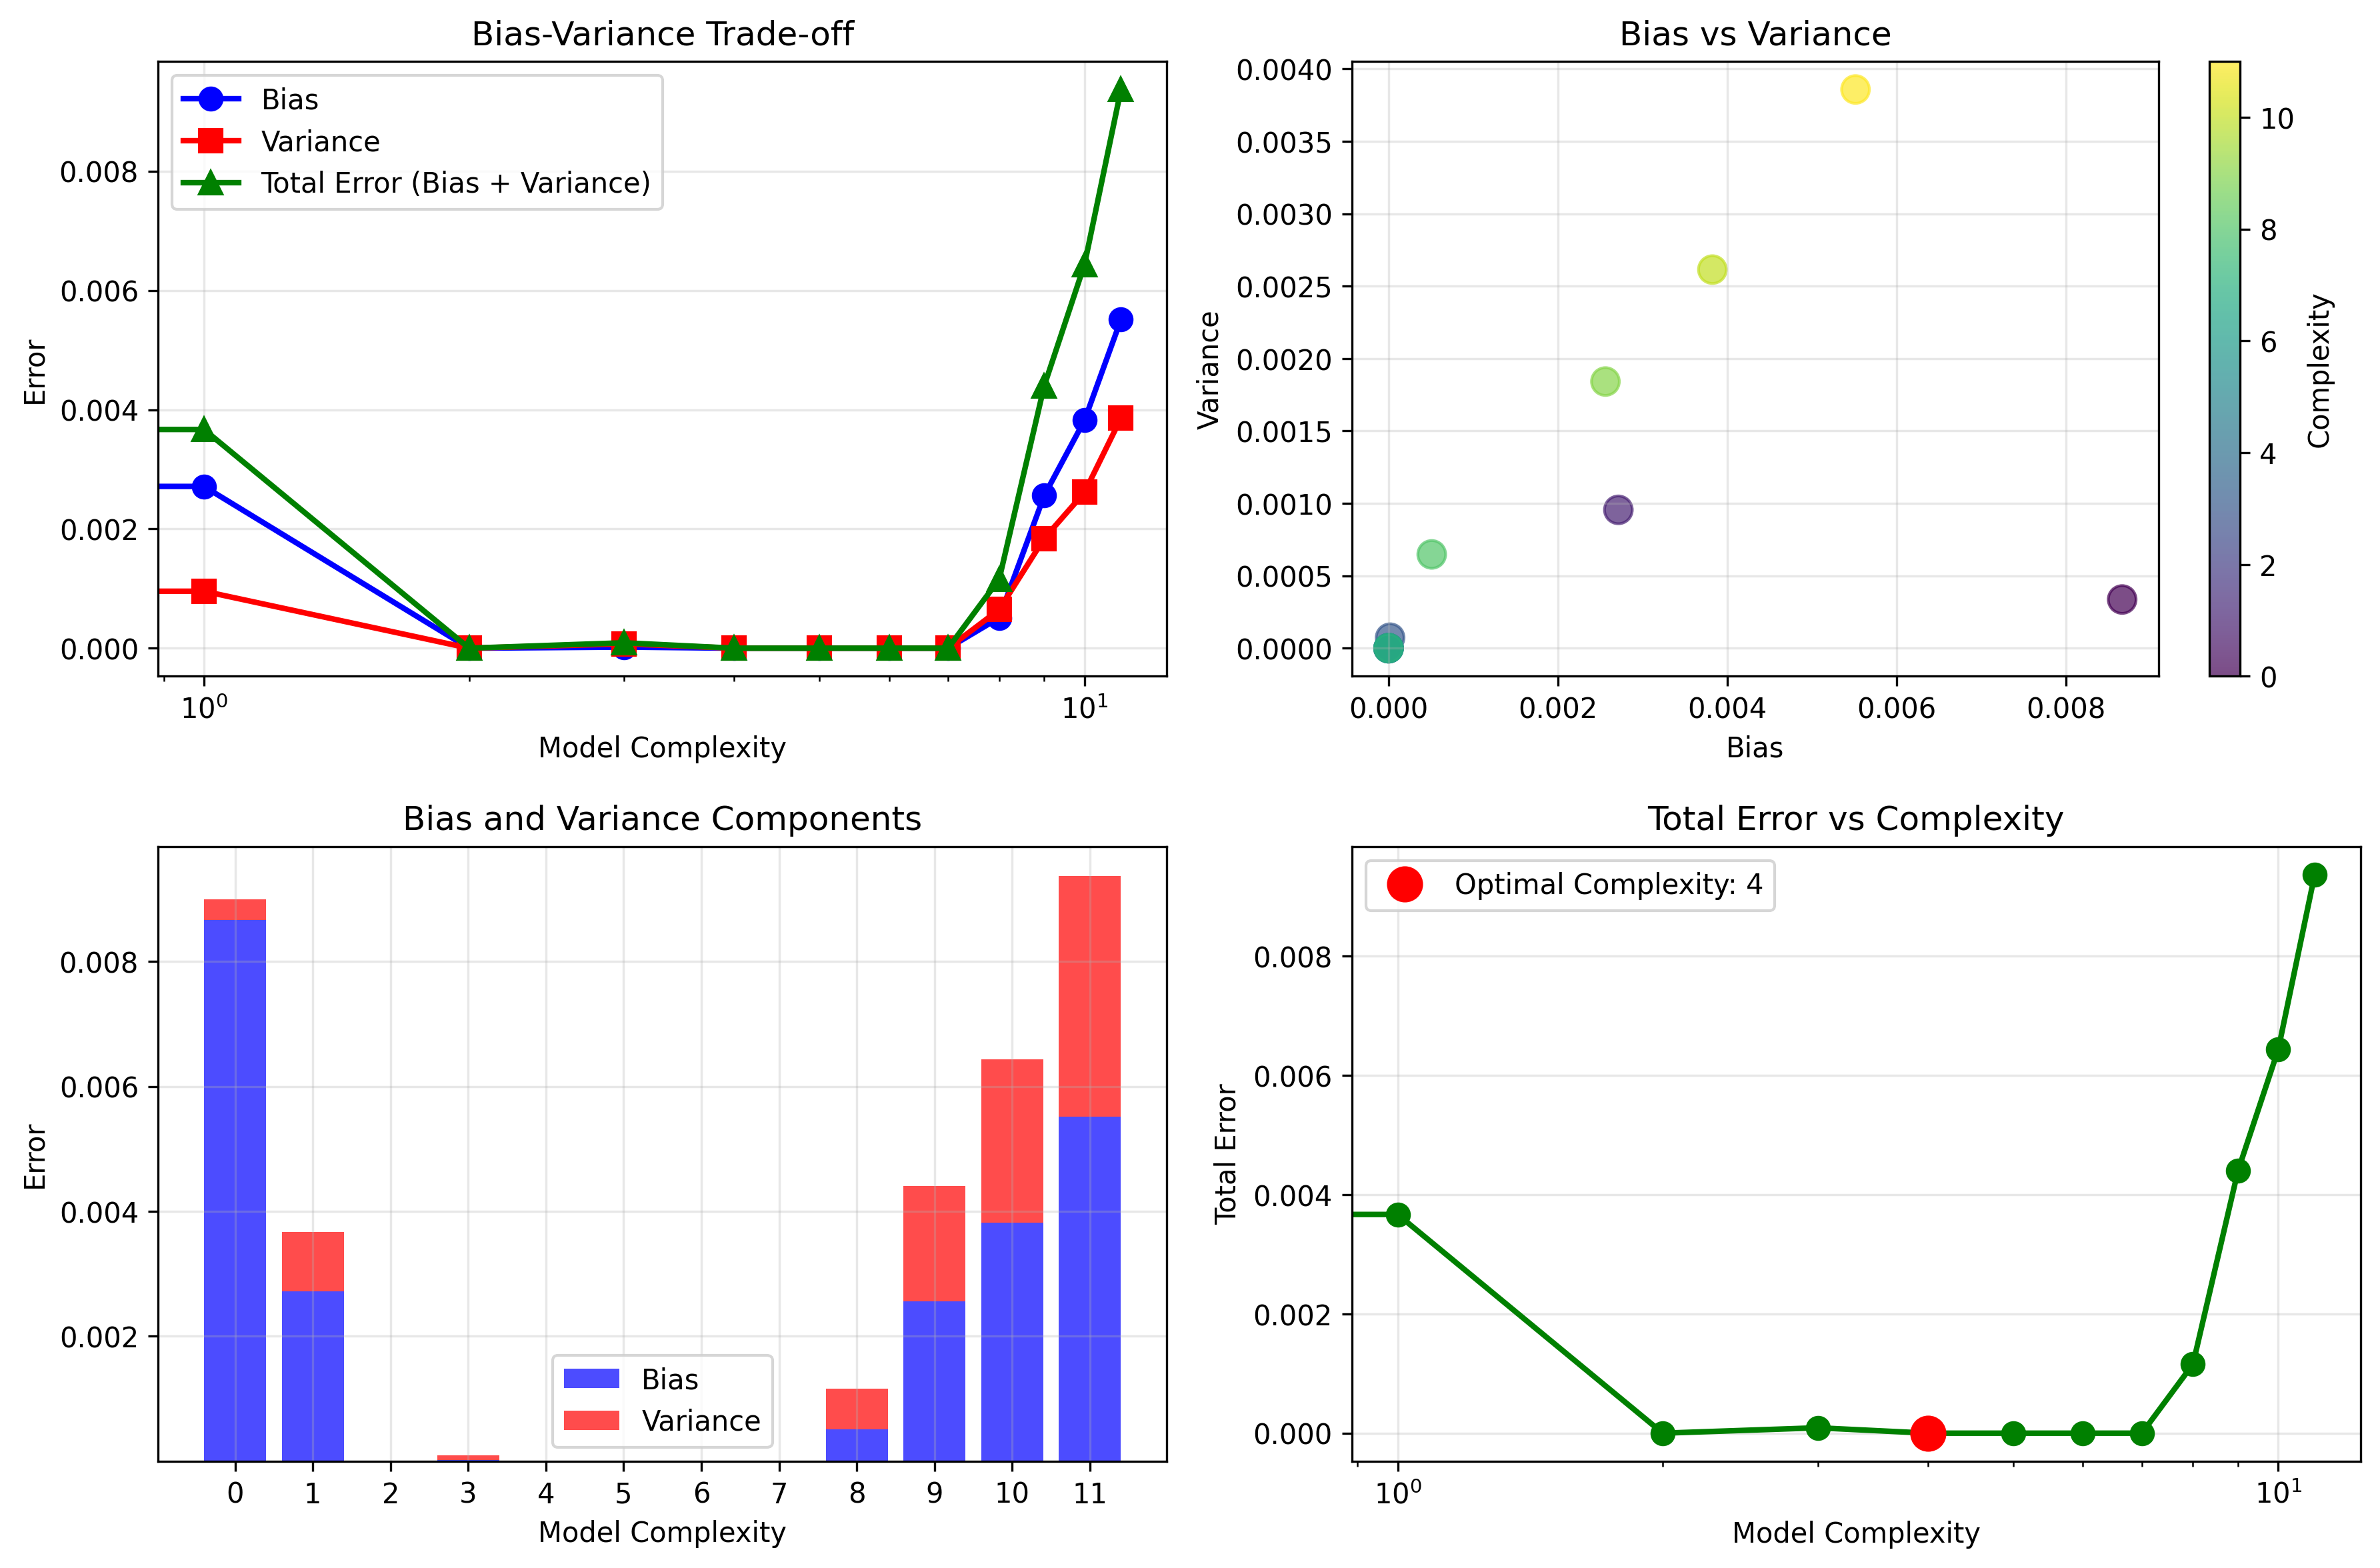 Bias-Variance Trade-off
Bias
Variance
Total Error (Bias + Variance)
0.008
0.006
0.004
0.002
0.000
Error
10⁰
10¹
Model Complexity
Bias vs Variance
0.0040
0.0035
0.0030
0.0025
0.0020
0.0015
0.0010
0.0005
0.0000
Variance
0.000
0.002
0.004
0.006
0.008
Bias
10
8
6
4
2
0
Complexity
Bias and Variance Components
0.008
0.006
0.004
0.002
Error
Bias
Variance
0
1
2
3
4
5
6
7
8
9
10
11
Model Complexity
Total Error vs Complexity
Optimal Complexity: 4
0.008
0.006
0.004
0.002
0.000
Total Error
10⁰
10¹
Model Complexity